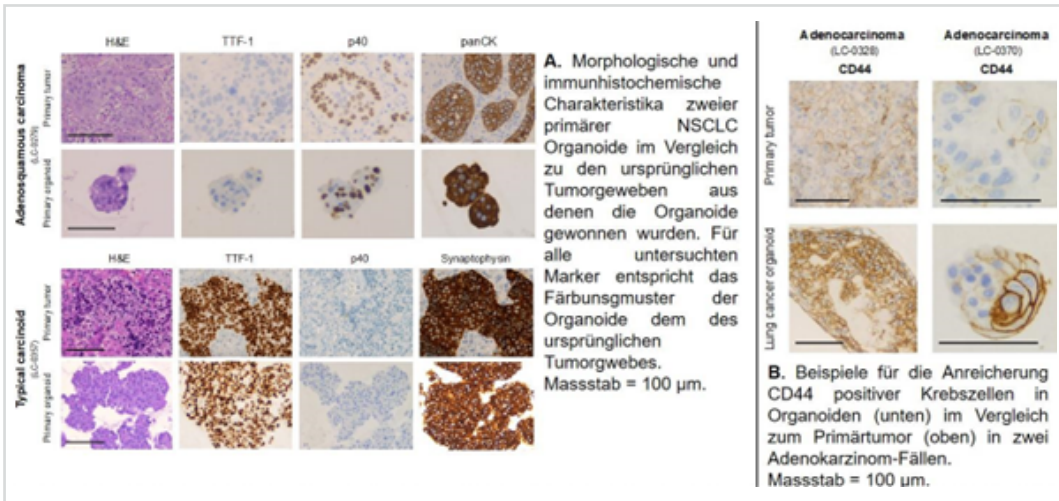 H&E TTF-1 p40 panCK
Adenosquamous carcinoma
Primary tumor
Primary organoid
H&E TTF-1 p40 Synaptophysin
Typical carcinoid
(LC-0357)
Primary tumor
Primary organoid
A. Morphologische und
immunhistochemische
Charakteristika zweier
primärer NSCLC
Organoide im Vergleich
zu den ursprünglichen
Tumorgeweben aus
denen die Organoide
gewonnen wurden. Für
alle untersuchten
Marker entspricht das
Färbunsgmuster der
Organoide dem des
ursprünglichen
Tumorgwebes.
Massstab = 100 µm.
Adenocarcinoma Adenocarcinoma
(LC-0328) (LC-0370)
CD44 CD44
Primary tumor
Lung cancer organoid
B. Beispiele für die Anreicherung
CD44 positiver Krebszellen in
Organoiden (unten) im Vergleich
zum Primärtumor (oben) in zwei
Adenokarzinom-Fällen.
Massstab = 100 µm.